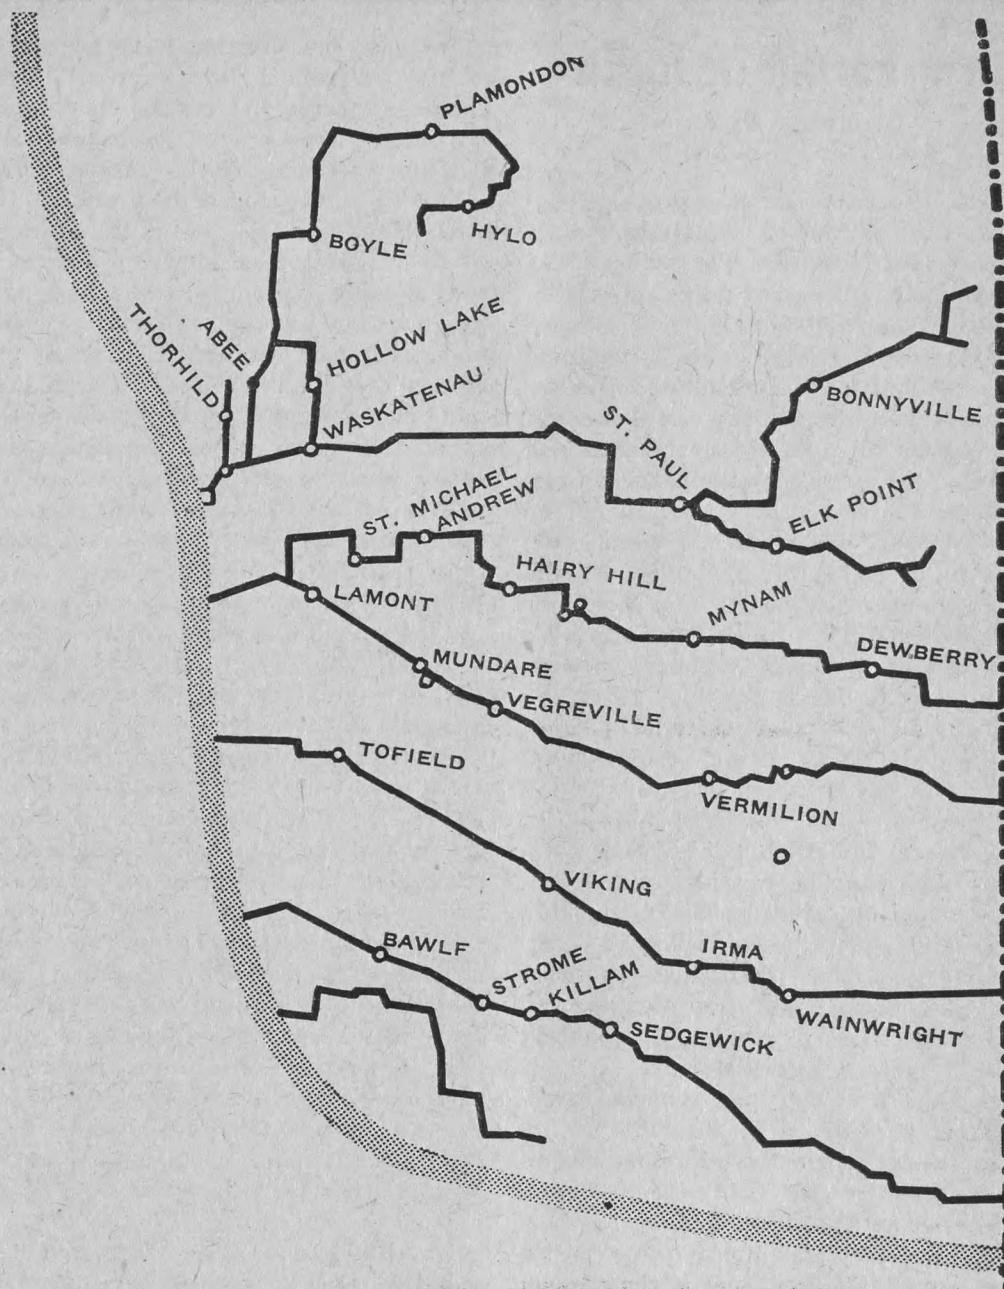 PLAMONDON
HYLO
BOYLE
HOLLOW LAKE
ABEE
THORHILD
WASKATENAU
ST. PAUL
BONNYVILLE
ELK POINT
ST. MICHAEL
ANDREW
HAIRY HILL
LAMONT
MYNAM
DEWBERRY
MUNDARE
VEGREVILLE
TOFIELD
VERMILION
VIKING
BAWLF
IRMA
STROME
KILLAM
WAINWRIGHT
SEDGEWICK